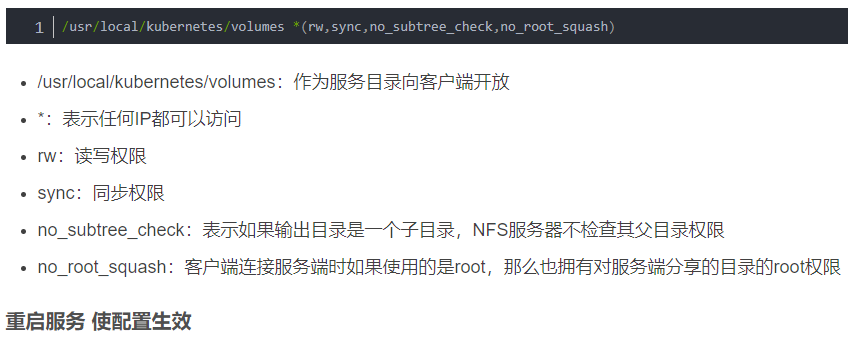 1 /usr/local/kubernetes/volumes *(rw,sync,no_subtree_check,no_root_squash)
• /usr/local/kubernetes/volumes：作为服务目录向客户端开放
• *：表示任何IP都可以访问
• rw：读写权限
• sync：同步权限
• no_subtree_check：表示如果输出目录是一个子目录，NFS服务器不检查其父目录权限
• no_root_squash：客户端连接服务端时如果使用的是root，那么也拥有对服务端分享的目录的root权限
重启服务 使配置生效